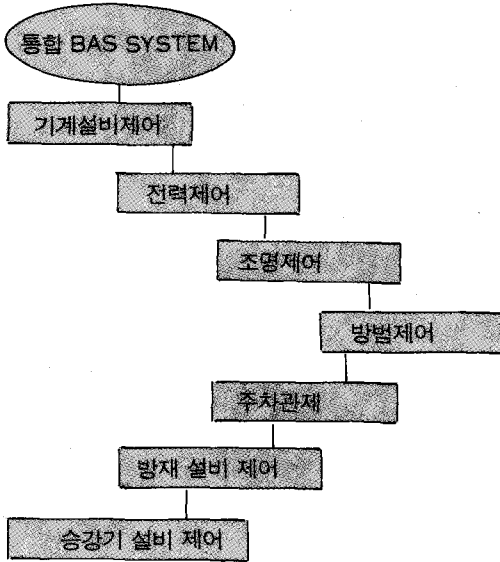 통합 BAS SYSTEM
기계설비제어
전력제어
조명제어
방범제어
주차관제
방재 설비 제어
승강기 설비 제어